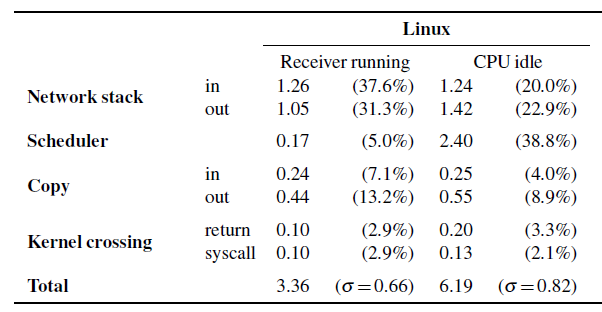 Linux
Receiver running CPU idle
Network stack in 1.26 (37.6%) 1.24 (20.0%)
out 1.05 (31.3%) 1.42 (22.9%)
Scheduler 0.17 (5.0%) 2.40 (38.8%)
Copy in 0.24 (7.1%) 0.25 (4.0%)
out 0.44 (13.2%) 0.55 (8.9%)
Kernel crossing return 0.10 (2.9%) 0.20 (3.3%)
syscall 0.10 (2.9%) 0.13 (2.1%)
Total 3.36 (σ=0.66) 6.19 (σ=0.82)